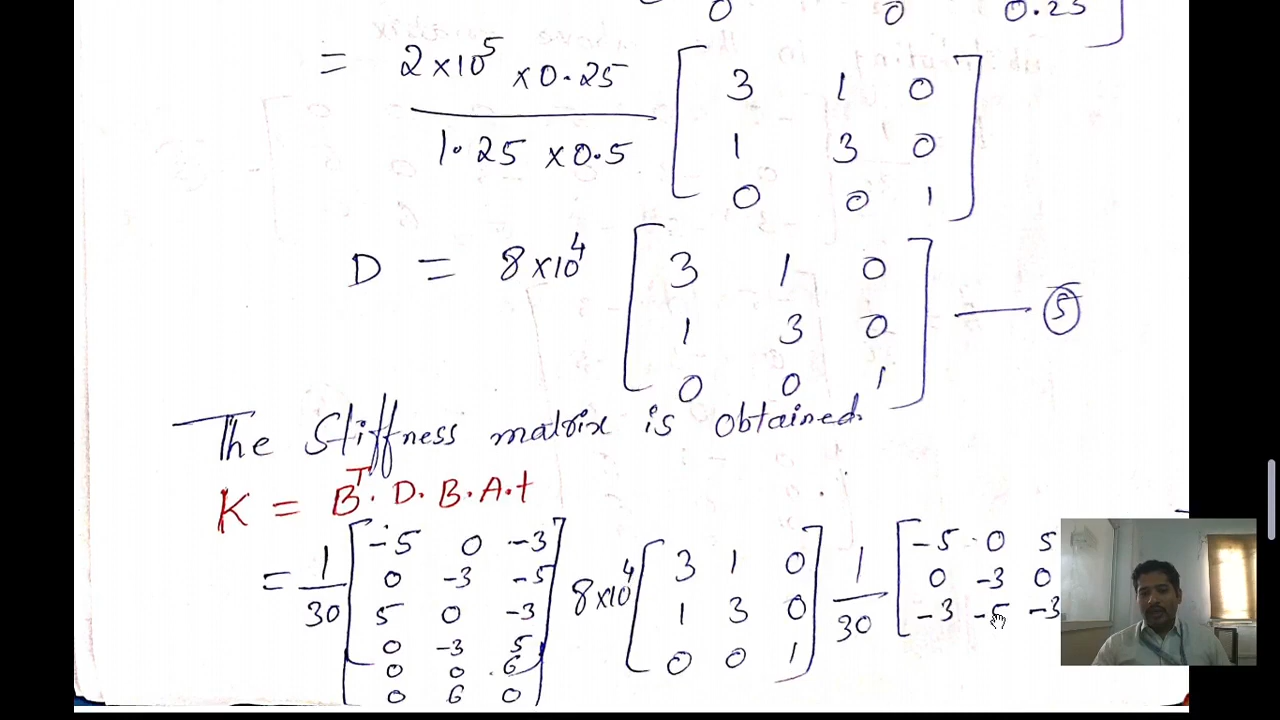 0 0 0.25
= 2×10⁵ ×0.25 / 1.25 ×0.5 [ 3 1 0
1 3 0
0 0 1 ]
D = 8×10⁴ [ 3 1 0
1 3 0
0 0 1 ] — ⑤
The Stiffness matrix is obtained.
K = Bᵀ. D. B. A. t
= 1/30 [ -5 0 -3
0 -3 -5
5 0 -3
0 -3 5
0 0 6
0 6 0
8×10⁴ [ 3 1 0
1 3 0
0 0 1 ]
1/30 [ -5 0 5
0 -3 0
-3 -5 -3